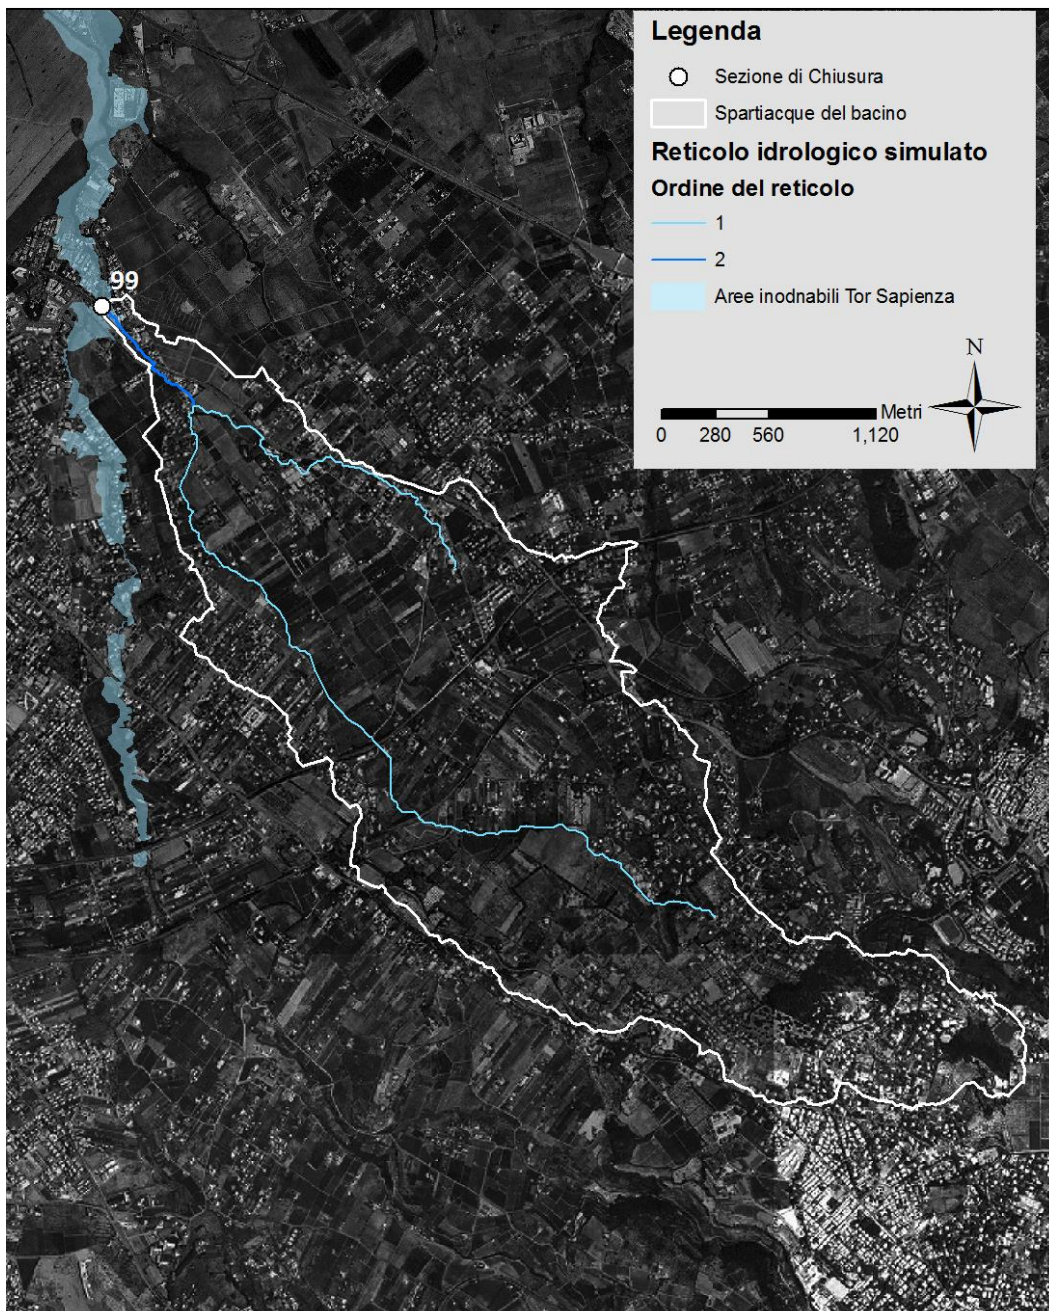 Legenda
Sezione di Chiusura
Spartiacque del bacino
Reticolo idrologico simulato
Ordine del reticolo
1
2
Aree inodnabili Tor Sapienza
N
Metri
0 280 560 1,120
99